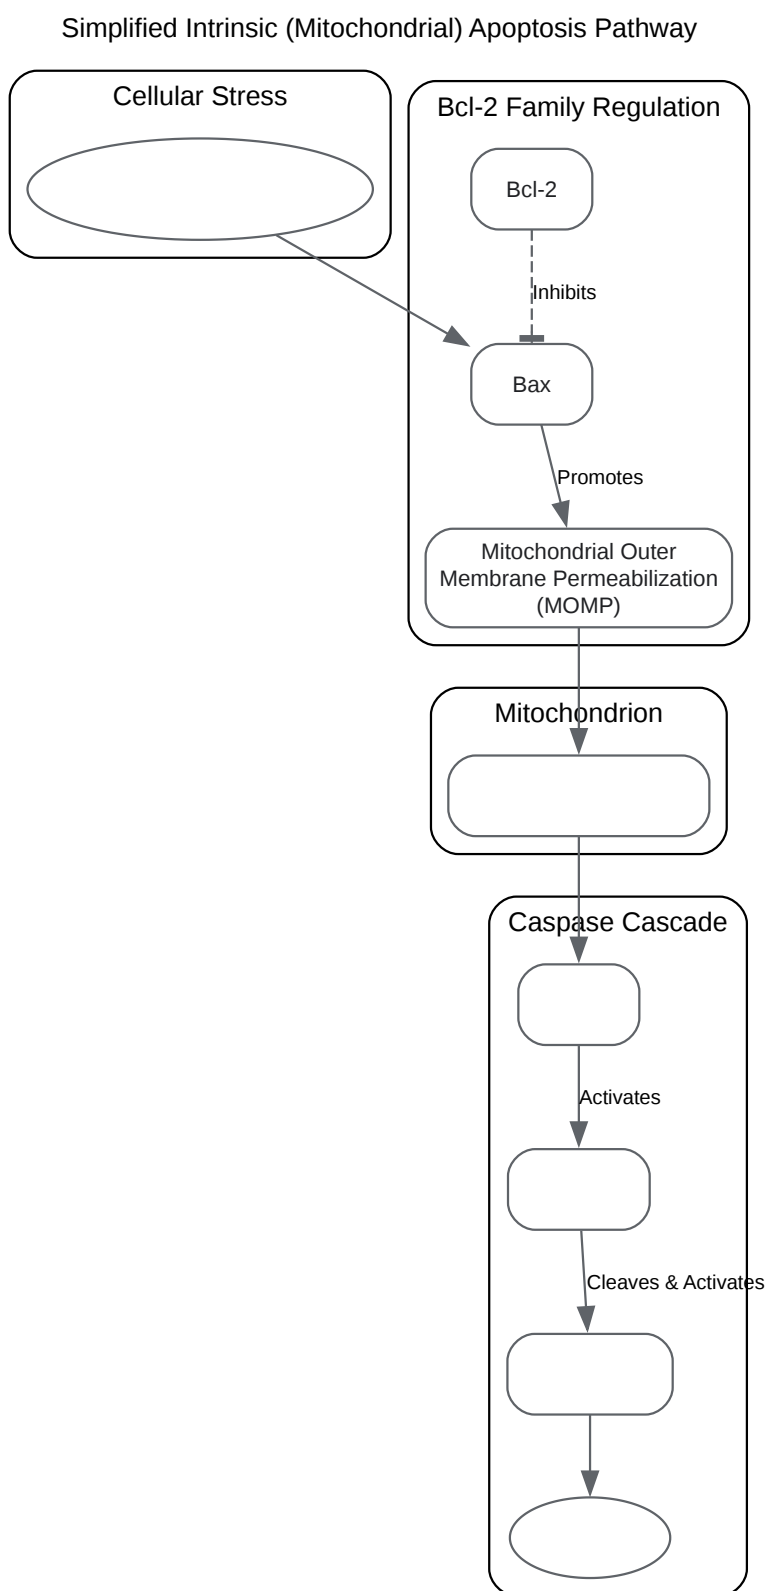 Simplified Intrinsic (Mitochondrial) Apoptosis Pathway
Cellular Stress
Bcl-2 Family Regulation
Bcl-2
Inhibits
Bax
Promotes
Mitochondrial Outer
Membrane Permeabilization
(MOMP)
Mitochondrion
Caspase Cascade
Activates
Cleaves & Activates